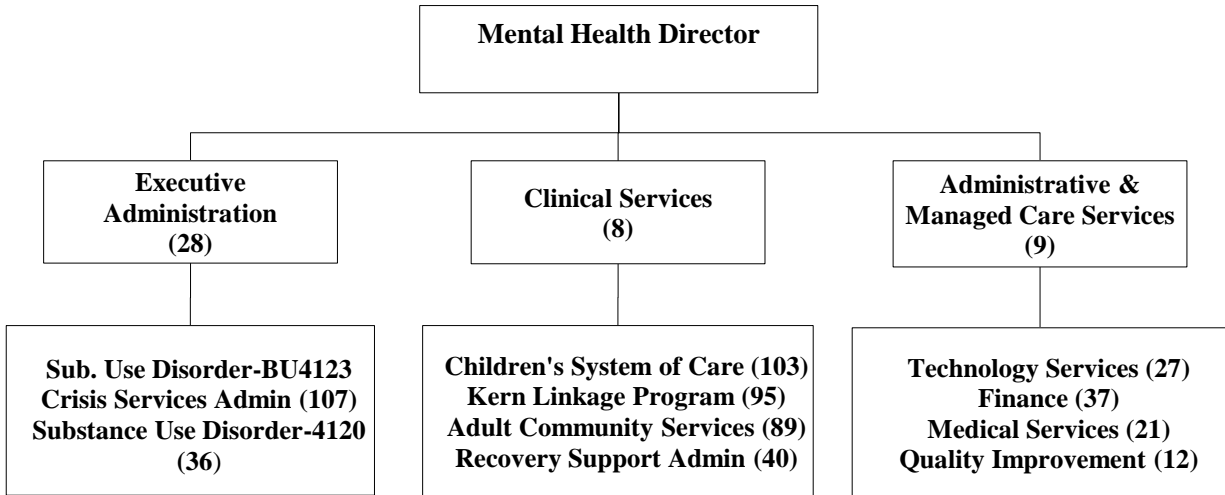 Mental Health Director
Executive
Administration
(28)
Clinical Services
(8)
Administrative &
Managed Care Services
(9)
Sub. Use Disorder-BU4123
Crisis Services Admin (107)
Substance Use Disorder-4120
(36)
Children's System of Care (103)
Kern Linkage Program (95)
Adult Community Services (89)
Recovery Support Admin (40)
Technology Services (27)
Finance (37)
Medical Services (21)
Quality Improvement (12)